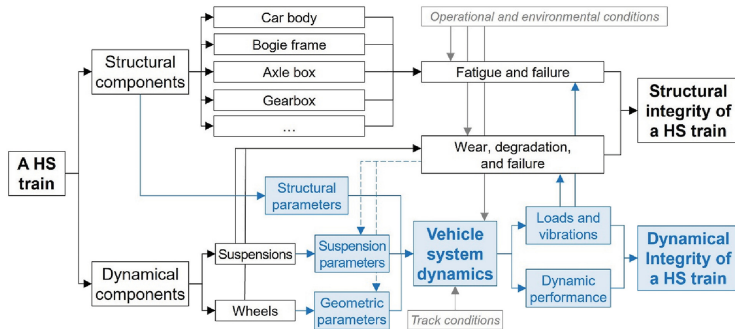 Car body
Operational and environmental conditions
Bogie frame
Structural
components
Axle box
Fatigue and failure
Structural
integrity of
a HS train
Gearbox
...
Wear, degradation,
and failure
A HS
train
Structural
parameters
Vehicle
system
dynamics
Loads and
vibrations
Dynamical
Integrity of
a HS train
Suspensions
Suspension
parameters
Dynamical
components
Dynamic
performance
Wheels
Geometric
parameters
Track conditions